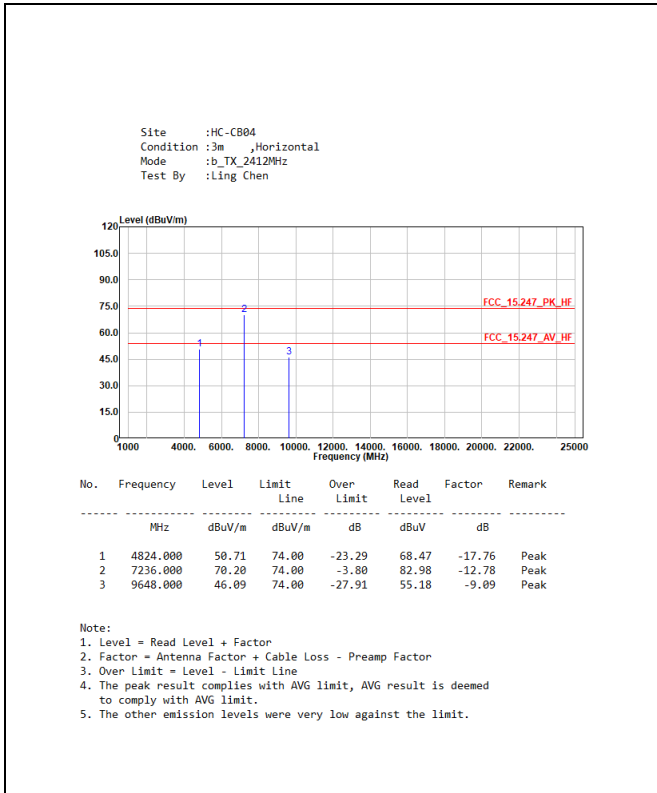 Site      :HC-CB04
Condition :3m    ,Horizontal
Mode      :b_TX_2412MHz
Test By   :Ling Chen
Level (dBuV/m)
120
105.0
90.0
75.0
60.0
45.0
30.0
15.0
0
FCC_15.247_PK_HF
FCC_15.247_AV_HF
1
2
3
1000 4000. 6000. 8000. 10000. 12000. 14000. 16000. 18000. 20000. 22000. 25000
Frequency (MHz)
No. Frequency Level Limit Over Read Factor Remark
Line Limit Level
------ ----------- -------- --------- -------- -------- -------- ---------
MHz dBuV/m dBuV/m dB dBuV dB
1 4824.000 50.71 74.00 -23.29 68.47 -17.76 Peak
2 7236.000 70.20 74.00 -3.80 82.98 -12.78 Peak
3 9648.000 46.09 74.00 -27.91 55.18 -9.09 Peak
Note:
1. Level = Read Level + Factor
2. Factor = Antenna Factor + Cable Loss - Preamp Factor
3. Over Limit = Level - Limit Line
4. The peak result complies with AVG limit, AVG result is deemed
to comply with AVG limit.
5. The other emission levels were very low against the limit.